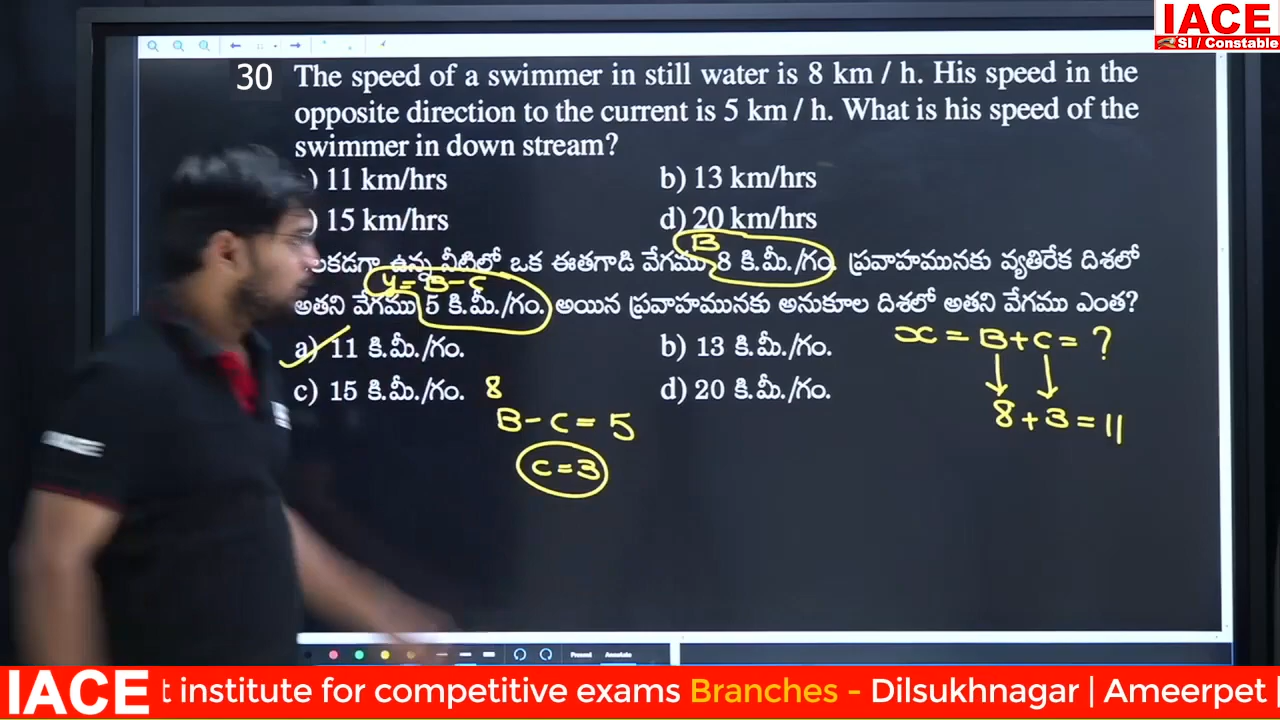 IACE
SI / Constable
30 The speed of a swimmer in still water is 8 km / h. His speed in the
opposite direction to the current is 5 km / h. What is his speed of the
swimmer in down stream?
) 11 km/hrs b) 13 km/hrs
) 15 km/hrs d) 20 km/hrs
B
ఉన్న నీటిలో ఒక ఈతగాడి వేగము 8 కి.మీ./గం. ప్రవాహమునకు వ్యతిరేక దిశలో
y = B - C
అతని వేగము 5 కి.మీ./గం. అయిన ప్రవాహమునకు అనుకూల దిశలో అతని వేగము ఎంత?
x = B + C = ?
a) 11 కి.మీ./గం. b) 13 కి.మీ./గం.
c) 15 కి.మీ./గం. d) 20 కి.మీ./గం.
8
B - C = 5
8 + 3 = 11
C = 3
Present Annotate
IACE t institute for competitive exams Branches - Dilsukhnagar | Ameerpet |